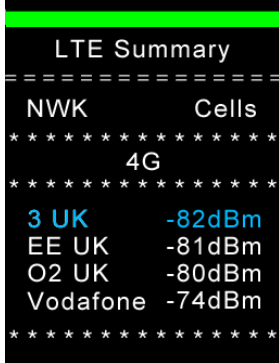 LTE Summary
= = = = = = = = = = = = = = =
NWK Cells
* * * * * * * * * * * * * * *
4G
* * * * * * * * * * * * * * *
3 UK -82dBm
EE UK -81dBm
O2 UK -80dBm
Vodafone -74dBm
* * * * * * * * * * * * * * *